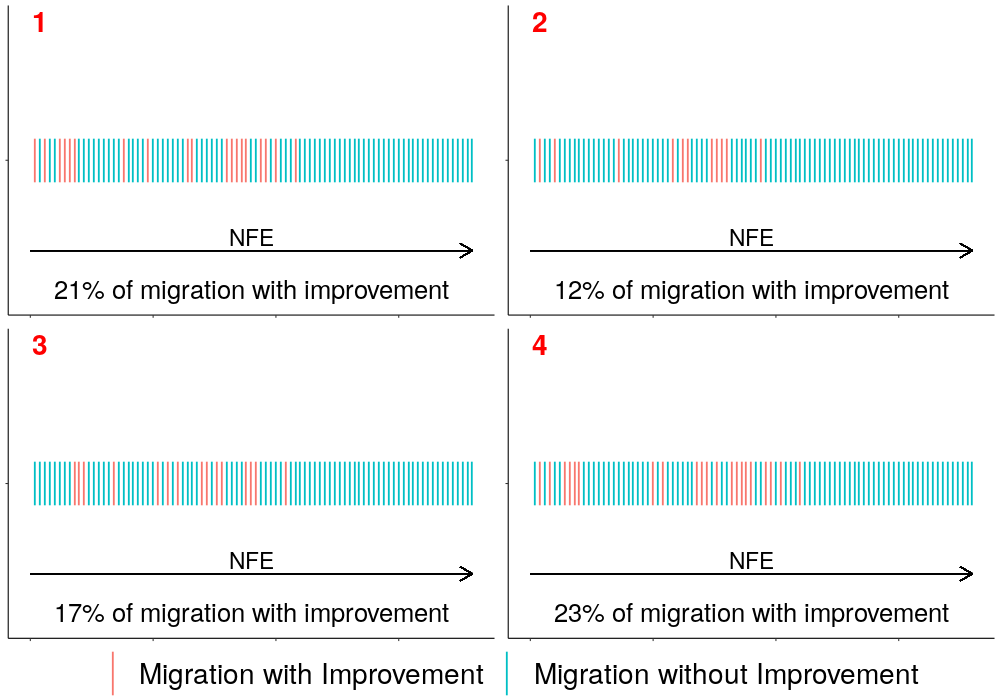 1
NFE
21% of migration with improvement
2
NFE
12% of migration with improvement
3
NFE
17% of migration with improvement
4
NFE
23% of migration with improvement
Migration with Improvement
Migration without Improvement